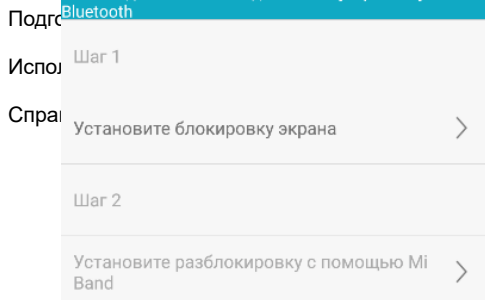 Bluetooth
Шаг 1
Установите блокировку экрана
Шаг 2
Установите разблокировку с помощью Mi
Band